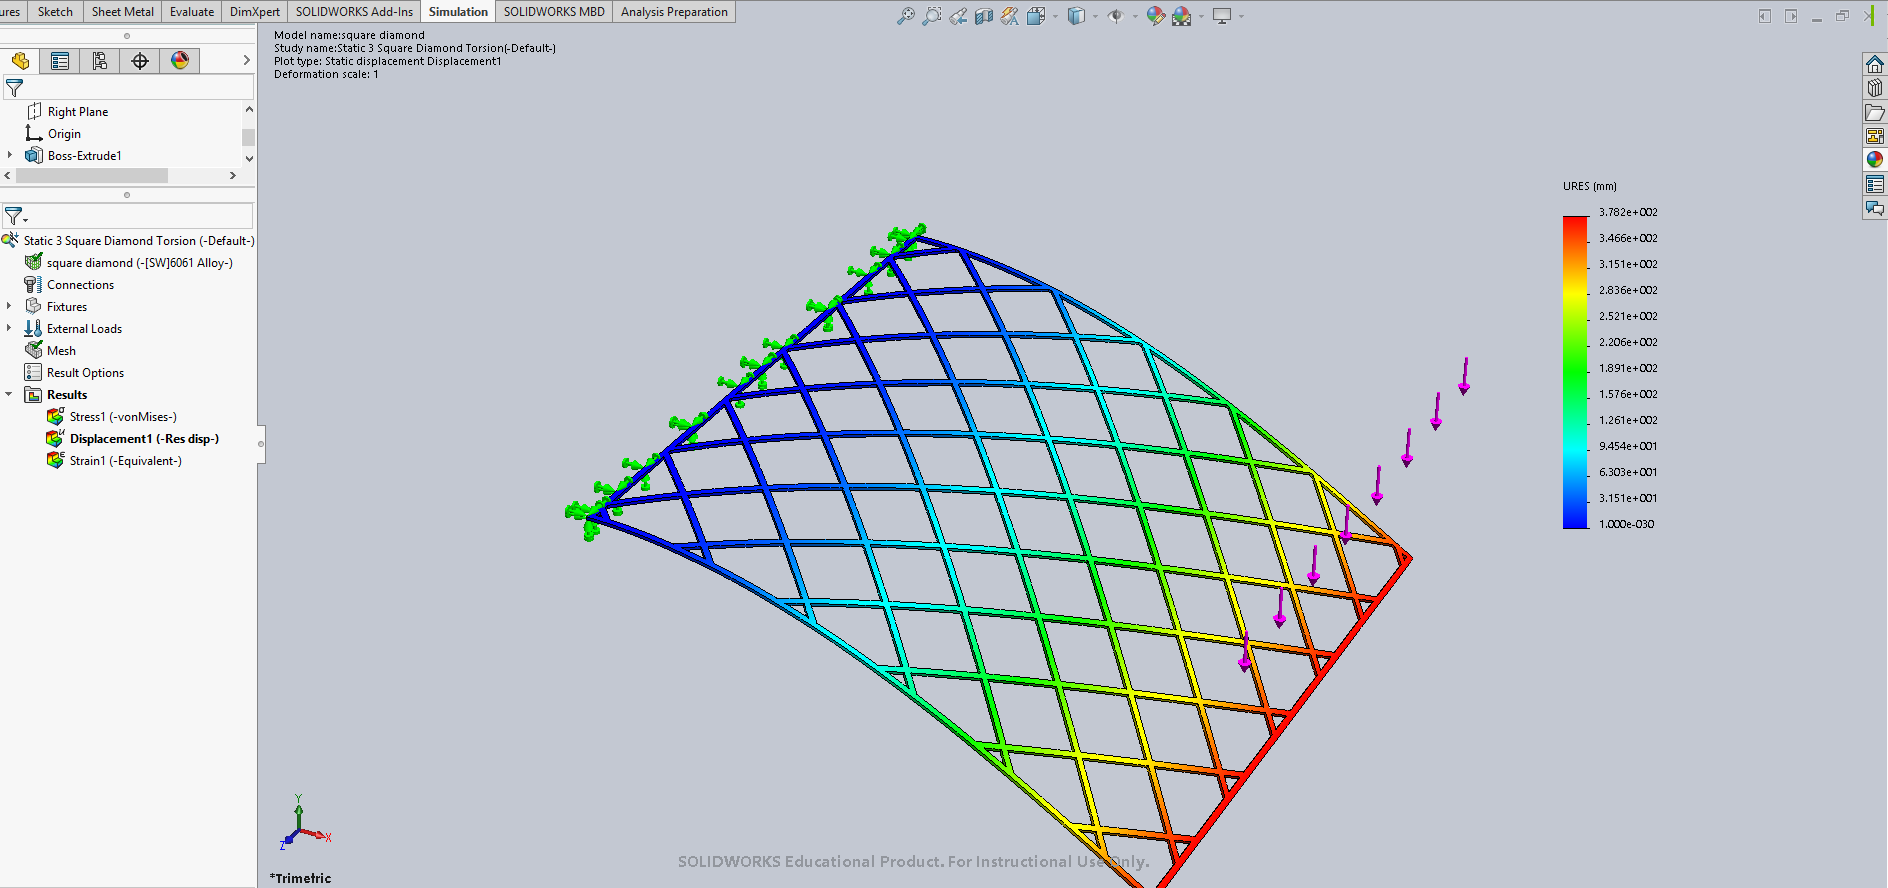 ures Sketch Sheet Metal Evaluate DimXpert SOLIDWORKS Add-Ins Simulation SOLIDWORKS MBD Analysis Preparation
Model name:square diamond
Study name:Static 3 Square Diamond Torsion(-Default-)
Plot type: Static displacement Displacement1
Deformation scale: 1
Right Plane
Origin
Boss-Extrude1
Static 3 Square Diamond Torsion (-Default-)
square diamond (-[SW]6061 Alloy-)
Connections
Fixtures
External Loads
Mesh
Result Options
Results
Stress1 (-vonMises-)
Displacement1 (-Res disp-)
Strain1 (-Equivalent-)
URES (mm)
3.782e+002
3.466e+002
3.151e+002
2.836e+002
2.521e+002
2.206e+002
1.891e+002
1.576e+002
1.261e+002
9.454e+001
6.303e+001
3.151e+001
1.000e-030
Y
X
Z
SOLIDWORKS Educational Product. For Instructional Use Only.
*Trimetric